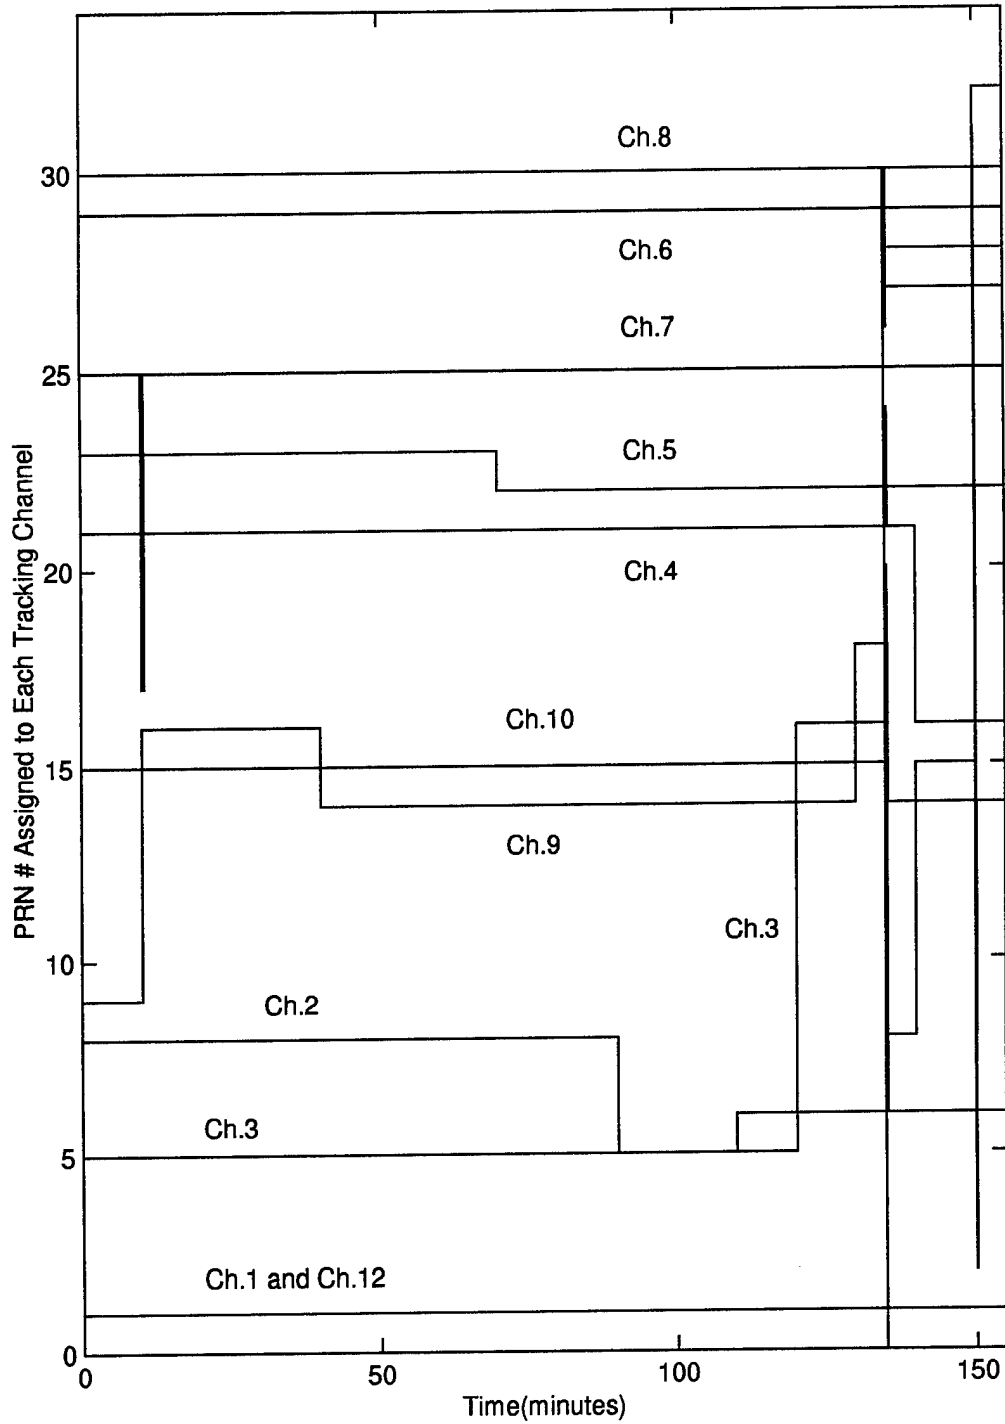 Ch.8
30
Ch.6
Ch.7
25
Ch.5
PRN # Assigned to Each Tracking Channel
20
Ch.4
Ch.10
15
Ch.9
Ch.3
10
Ch.2
Ch.3
5
Ch.1 and Ch.12
0
0
50
100
150
Time(minutes)